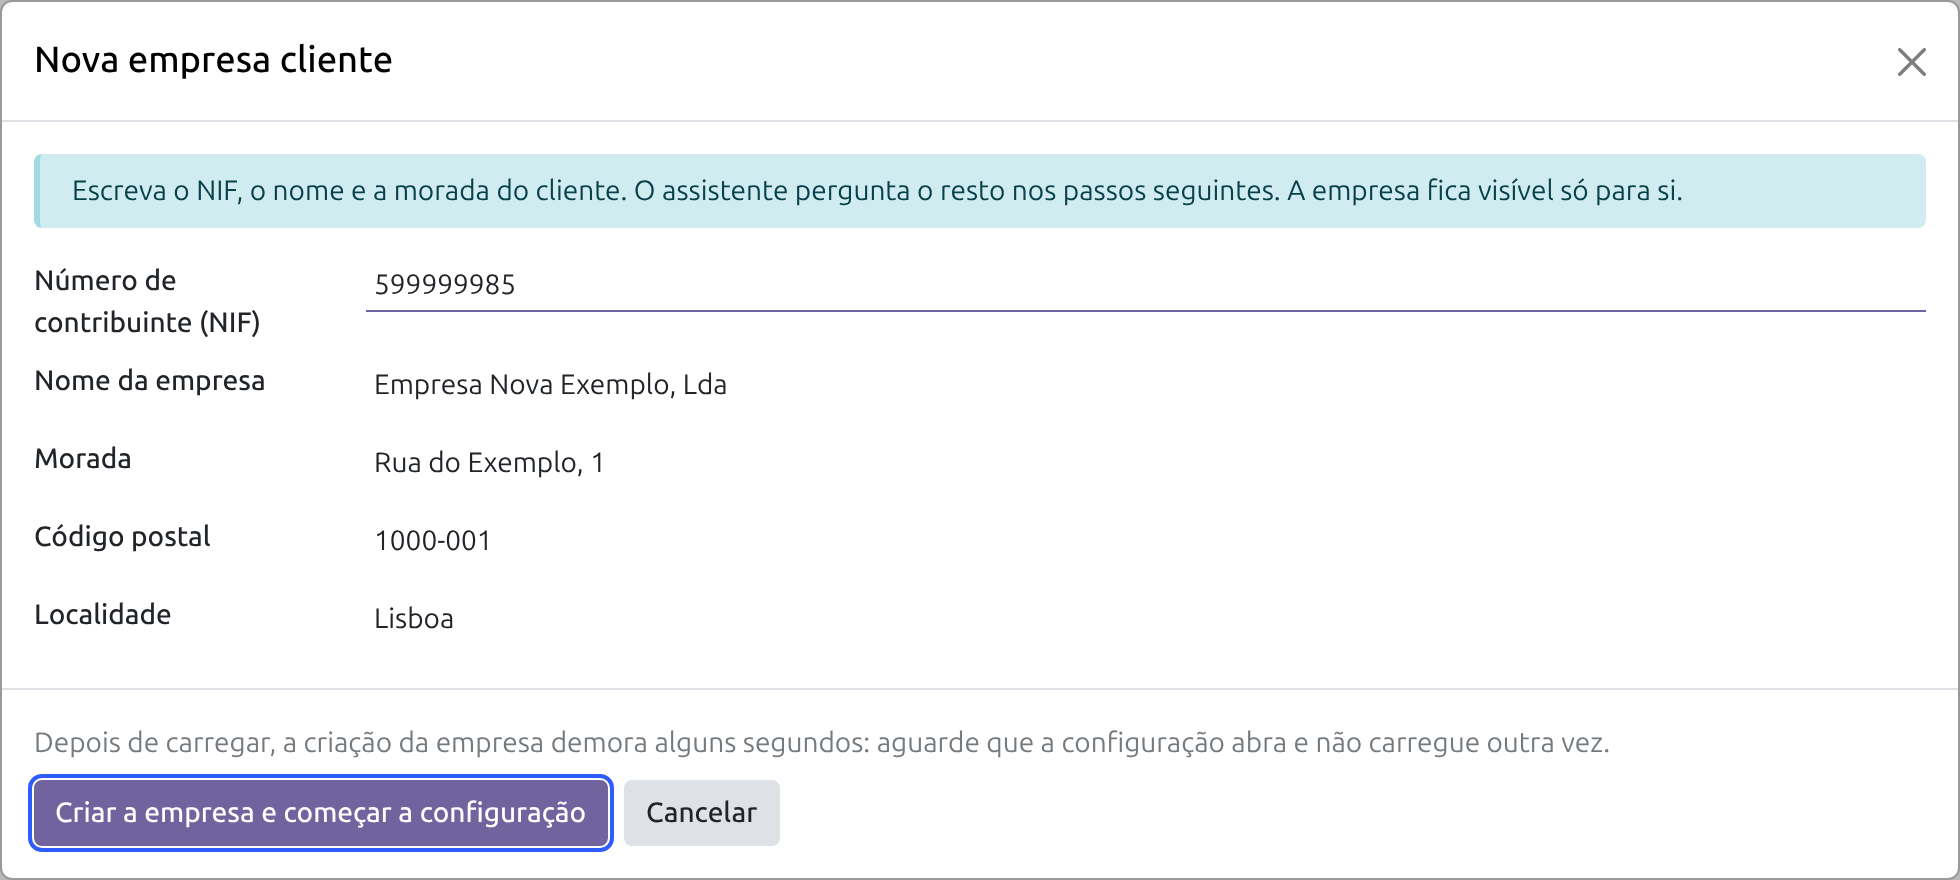 Nova empresa cliente
Escreva o NIF, o nome e a morada do cliente. O assistente pergunta o resto nos passos seguintes. A empresa fica visível só para si.
Número de
contribuinte (NIF)
599999985
Nome da empresa
Empresa Nova Exemplo, Lda
Morada
Rua do Exemplo, 1
Código postal
1000-001
Localidade
Lisboa
Depois de carregar, a criação da empresa demora alguns segundos: aguarde que a configuração abra e não carregue outra vez.
Criar a empresa e começar a configuração
Cancelar